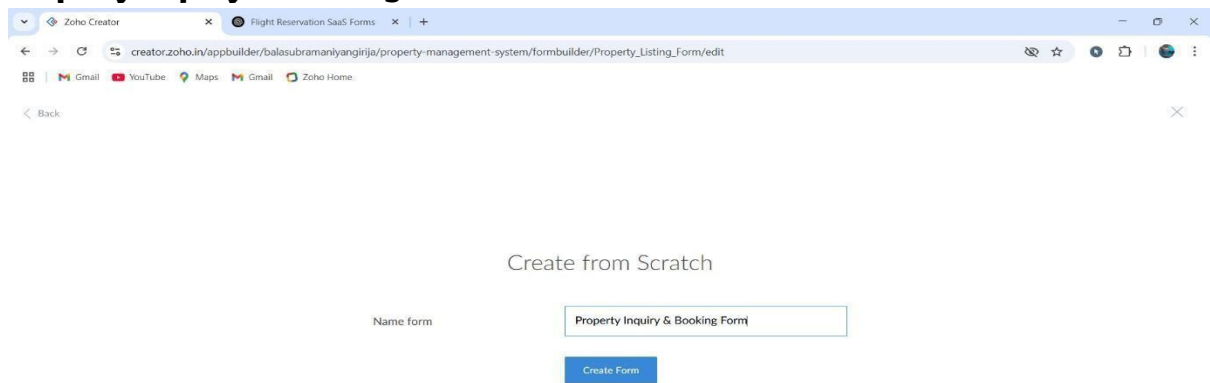 Zoho Creator
Flight Reservation SaaS Forms
creator.zoho.in/appbuilder/balasubramaniyangirija/property-management-system/formbuilder/Property_Listing_Form/edit
Gmail YouTube Maps Gmail Zoho Home
Back
Create from Scratch
Name form Property Inquiry & Booking Form
Create Form